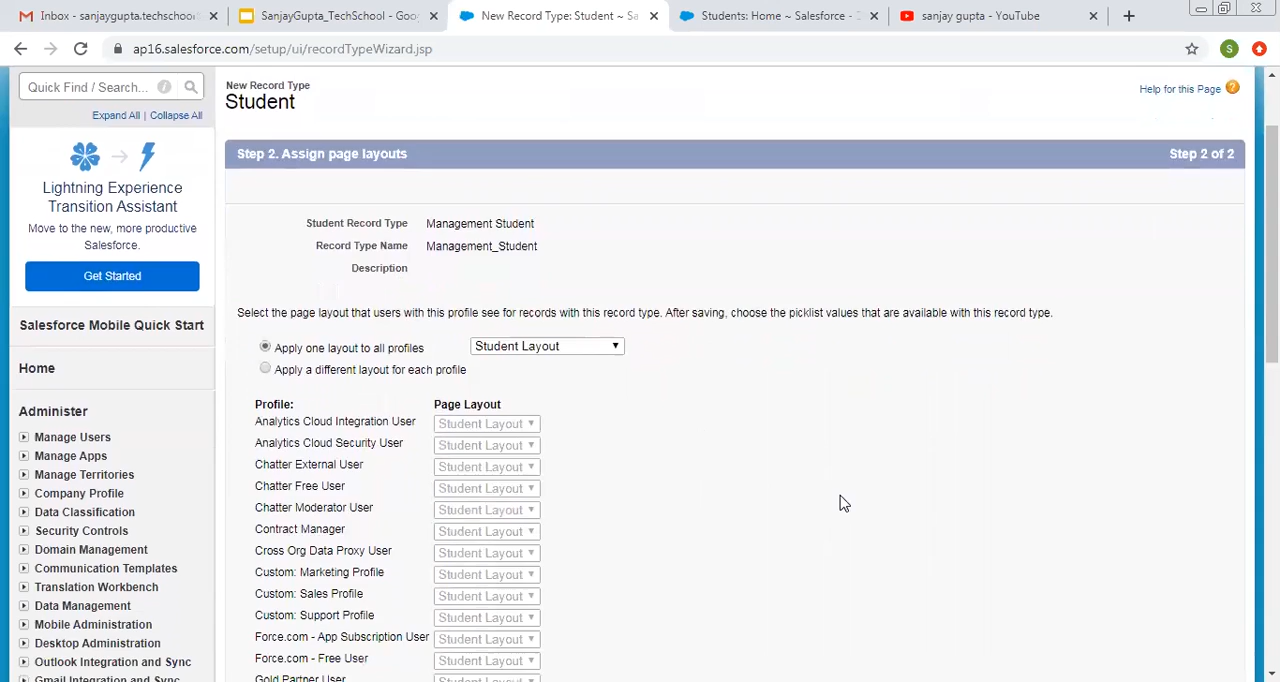 Inbox - sanjaygupta.techschool
SanjayGupta_TechSchool - Goo
New Record Type: Student ~ Sa
Students: Home ~ Salesforce -
sanjay gupta - YouTube
ap16.salesforce.com/setup/ui/recordTypeWizard.jsp
S
Quick Find / Search...
Expand All | Collapse All
Lightning Experience
Transition Assistant
Move to the new, more productive
Salesforce.
Get Started
Salesforce Mobile Quick Start
Home
Administer
Manage Users
Manage Apps
Manage Territories
Company Profile
Data Classification
Security Controls
Domain Management
Communication Templates
Translation Workbench
Data Management
Mobile Administration
Desktop Administration
Outlook Integration and Sync
Gmail Integration and Sync
New Record Type
Student
Help for this Page
Step 2. Assign page layouts
Step 2 of 2
Student Record Type Management Student
Record Type Name Management_Student
Description
Select the page layout that users with this profile see for records with this record type. After saving, choose the picklist values that are available with this record type.
Apply one layout to all profiles Student Layout
Apply a different layout for each profile
Profile: Page Layout
Analytics Cloud Integration User Student Layout
Analytics Cloud Security User Student Layout
Chatter External User Student Layout
Chatter Free User Student Layout
Chatter Moderator User Student Layout
Contract Manager Student Layout
Cross Org Data Proxy User Student Layout
Custom: Marketing Profile Student Layout
Custom: Sales Profile Student Layout
Custom: Support Profile Student Layout
Force.com - App Subscription User Student Layout
Force.com - Free User Student Layout
Gold Partner User